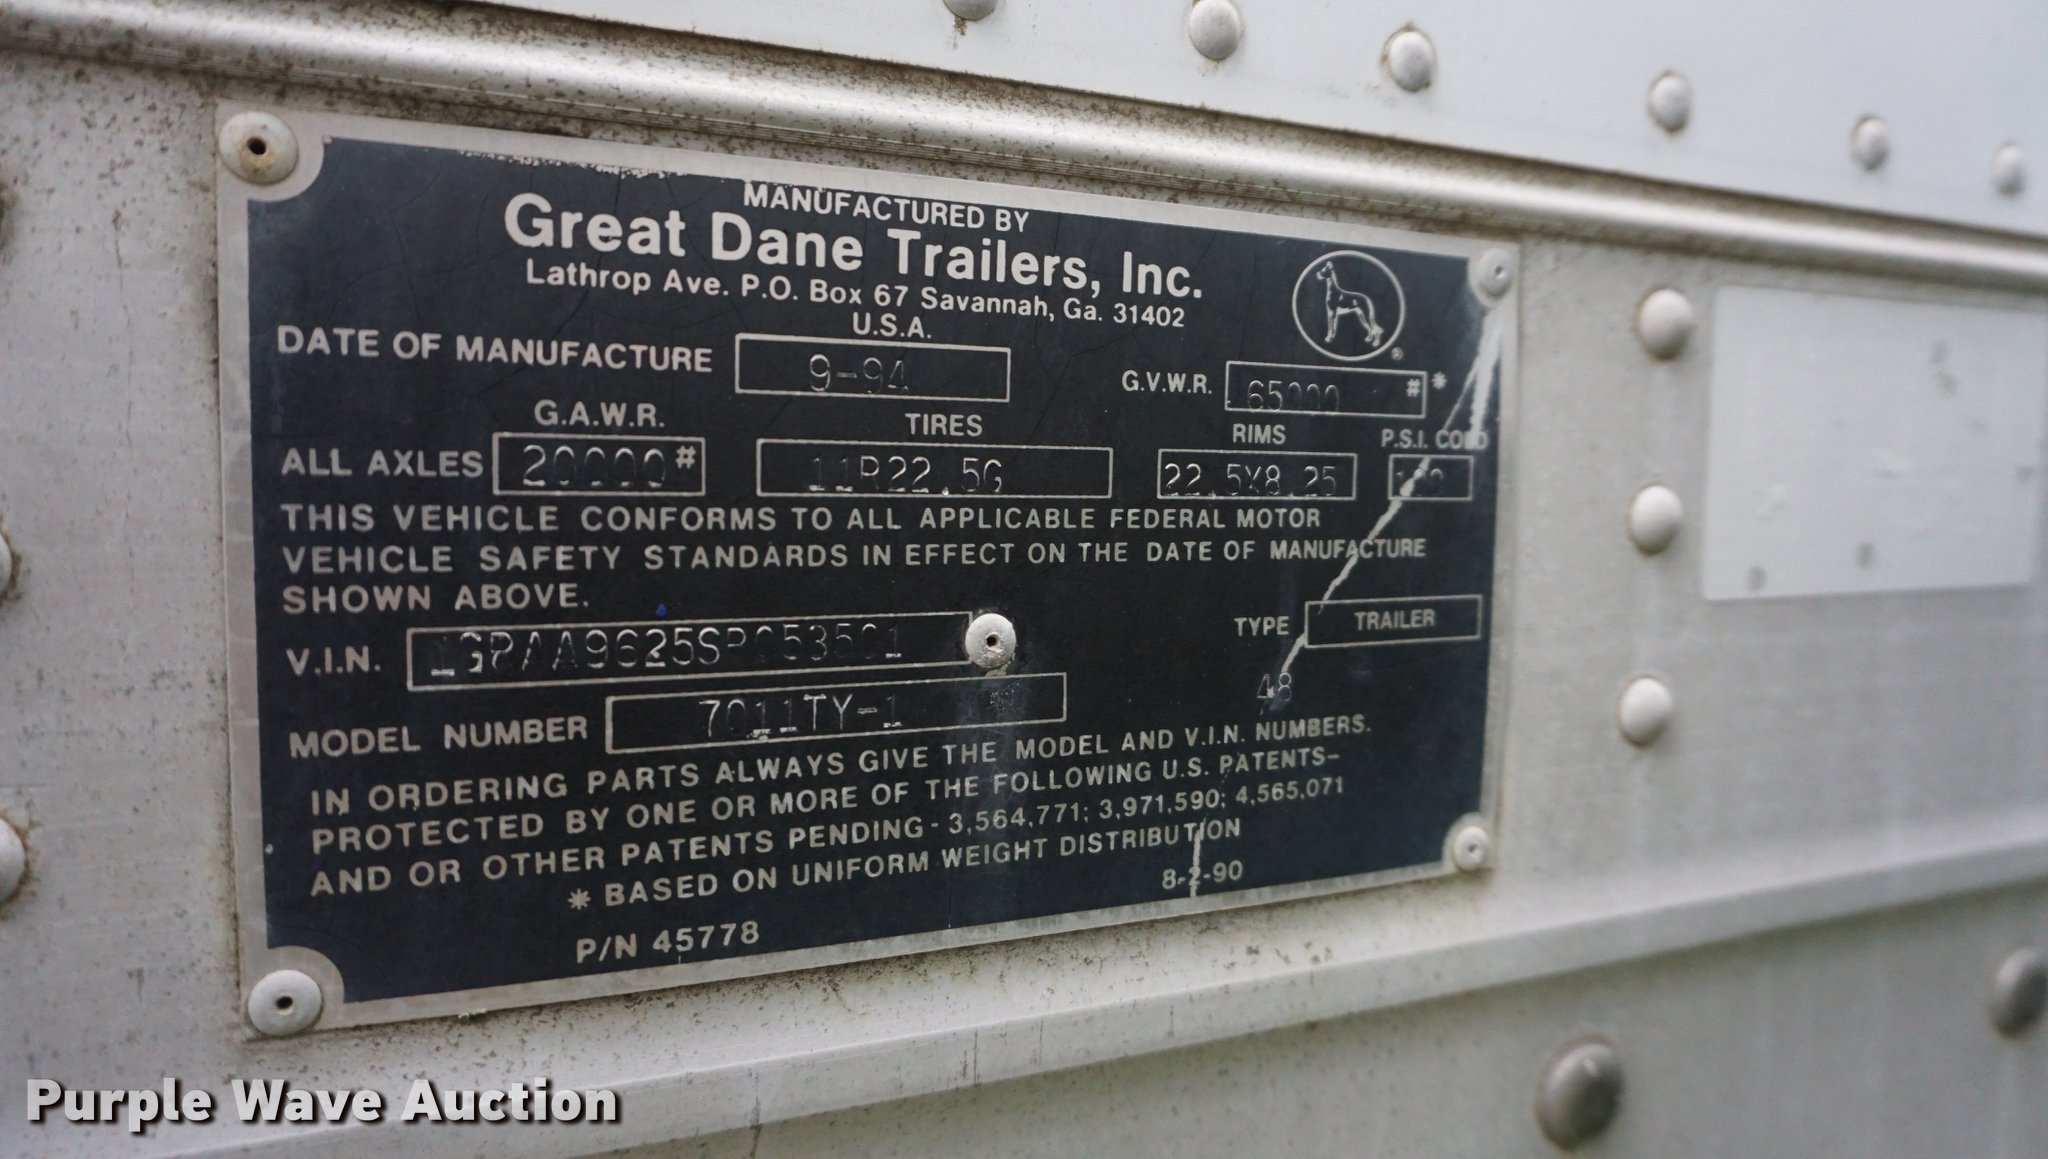 MANUFACTURED BY
Great Dane Trailers, Inc.
Lathrop Ave. P.O. Box 67 Savannah, Ga. 31402
U.S.A.
DATE OF MANUFACTURE 9-94 G.V.W.R. 65000 # *
G.A.W.R. TIRES RIMS P.S.I. COLD
ALL AXLES 20000# 11R22.5G 22.5X8.25
THIS VEHICLE CONFORMS TO ALL APPLICABLE FEDERAL MOTOR
VEHICLE SAFETY STANDARDS IN EFFECT ON THE DATE OF MANUFACTURE
SHOWN ABOVE.
V.I.N. 1GRAA9625SP053501 TYPE TRAILER
MODEL NUMBER 7011TY-1 48
IN ORDERING PARTS ALWAYS GIVE THE MODEL AND V.I.N. NUMBERS.
PROTECTED BY ONE OR MORE OF THE FOLLOWING U.S. PATENTS-
AND OR OTHER PATENTS PENDING - 3,564,771; 3,971,590; 4,565,071
* BASED ON UNIFORM WEIGHT DISTRIBUTION
P/N 45778 8-2-90
Purple Wave Auction